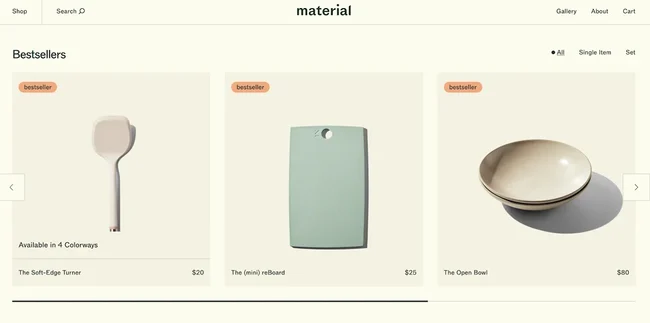 Shop
Search
material
Gallery
About
Cart
Bestsellers
All
Single Item
Set
bestseller
bestseller
bestseller
Available in 4 Colorways
The Soft-Edge Turner
$20
The (mini) reBoard
$25
The Open Bowl
$80